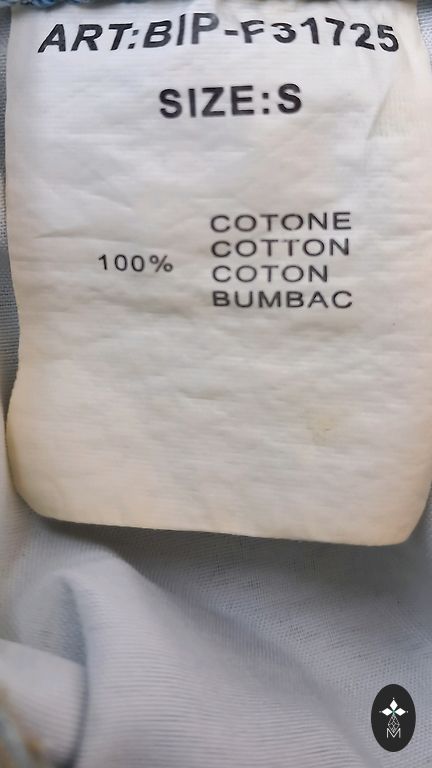 ART:BIP-F31725
SIZE:S
COTONE
COTTON
100% COTON
BUMBAC